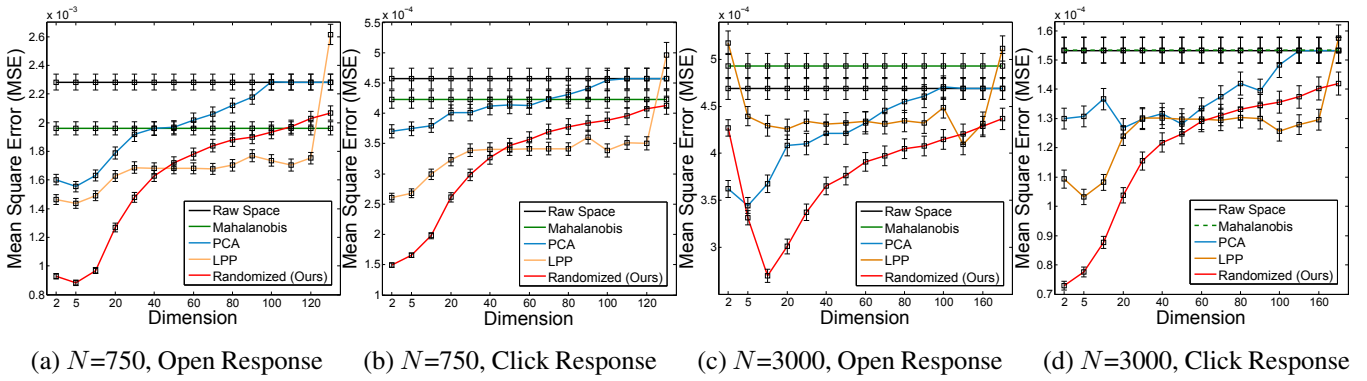 ×10⁻³
Mean Square Error (MSE)
2.6
2.4
2.2
2
1.8
1.6
1.4
1.2
1
0.8
2 5 20 40 60 80 100 120
Dimension
Raw Space
Mahalanobis
PCA
LPP
Randomized (Ours)
(a) N=750, Open Response
×10⁻⁴
Mean Square Error (MSE)
5.5
5
4.5
4
3.5
3
2.5
2
1.5
1
2 5 20 40 60 80 100 120
Dimension
Raw Space
Mahalanobis
PCA
LPP
Randomized (Ours)
(b) N=750, Click Response
×10⁻⁴
Mean Square Error (MSE)
5
4.5
4
3.5
3
2 5 20 40 60 80 100 160
Dimension
Raw Space
Mahalanobis
PCA
LPP
Randomized (Ours)
(c) N=3000, Open Response
×10⁻⁴
Mean Square Error (MSE)
1.6
1.5
1.4
1.3
1.2
1.1
1
0.9
0.8
0.7
2 5 20 40 60 80 100 160
Dimension
Raw Space
Mahalanobis
PCA
LPP
Randomized (Ours)
(d) N=3000, Click Response